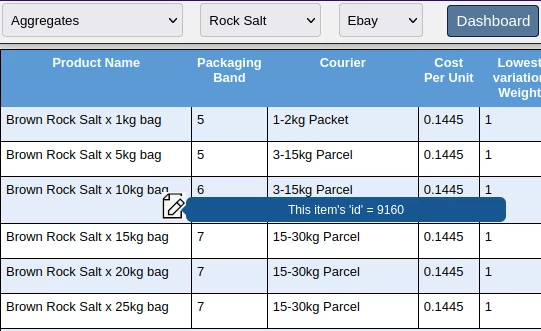 Aggregates Rock Salt Ebay Dashboard
Product Name Packaging Band Courier Cost Per Unit Lowest variation Weight
Brown Rock Salt x 1kg bag 5 1-2kg Packet 0.1445 1
Brown Rock Salt x 5kg bag 5 3-15kg Parcel 0.1445 1
Brown Rock Salt x 10kg bag 6 3-15kg Parcel 0.1445 1
This item's 'id' = 9160
Brown Rock Salt x 15kg bag 7 15-30kg Parcel 0.1445 1
Brown Rock Salt x 20kg bag 7 15-30kg Parcel 0.1445 1
Brown Rock Salt x 25kg bag 7 15-30kg Parcel 0.1445 1